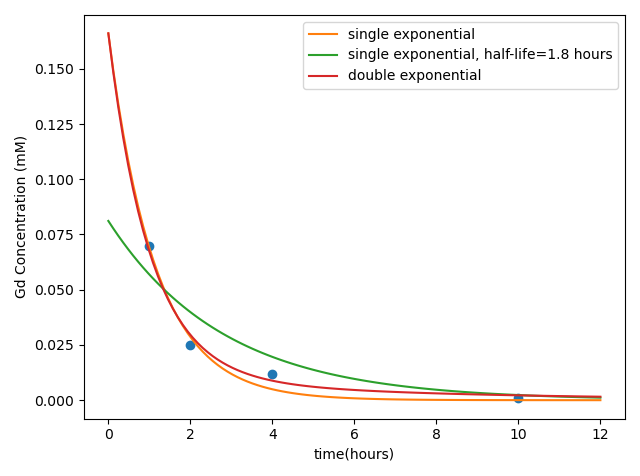 single exponential
single exponential, half-life=1.8 hours
double exponential
0.150
0.125
0.100
0.075
0.050
0.025
0.000
Gd Concentration (mM)
0 2 4 6 8 10 12
time(hours)